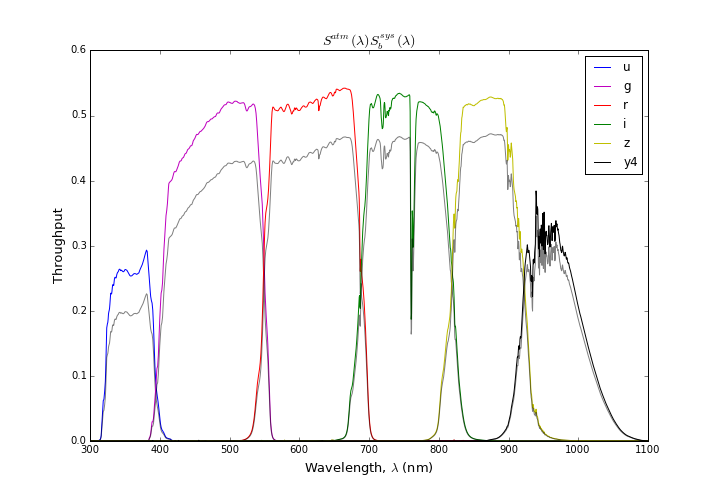 S^{atm}(λ)S_b^{sys}(λ)
Throughput
0.6
0.5
0.4
0.3
0.2
0.1
0.0
300 400 500 600 700 800 900 1000 1100
Wavelength, λ (nm)
u
g
r
i
z
y4